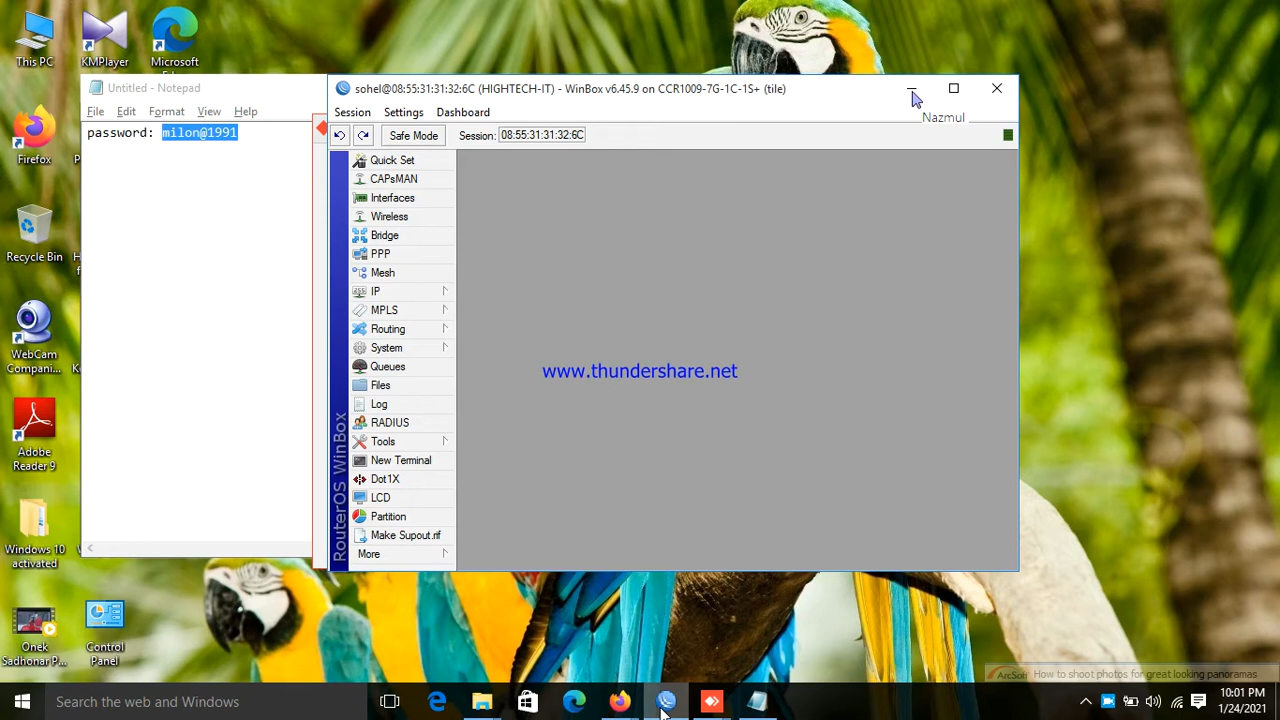 This PC
KMPlayer
Microsoft
Firefox
Recycle Bin
WebCam
Compani...
Adobe
Reader 9
Windows 10
activated
Onek
Sadhonar P...
Control
Panel
Untitled - Notepad
File Edit Format View Help
password: milon@1991
sohel@08:55:31:31:32:6C (HIGHTECH-IT) - WinBox v6.45.9 on CCR1009-7G-1C-1S+ (tile)
Nazmul
Session Settings Dashboard
Safe Mode Session: 08:55:31:31:32:6C
Quick Set
CAPsMAN
Interfaces
Wireless
Bridge
PPP
Mesh
IP
MPLS
Routing
System
Queues
Files
Log
RADIUS
Tools
New Terminal
Dot1X
LCD
Partition
Make Supout.rif
More
RouterOS WinBox
www.thundershare.net
ArcSoft How to shoot photos for great looking panoramas
Search the web and Windows
10:01 PM
1/24/2021